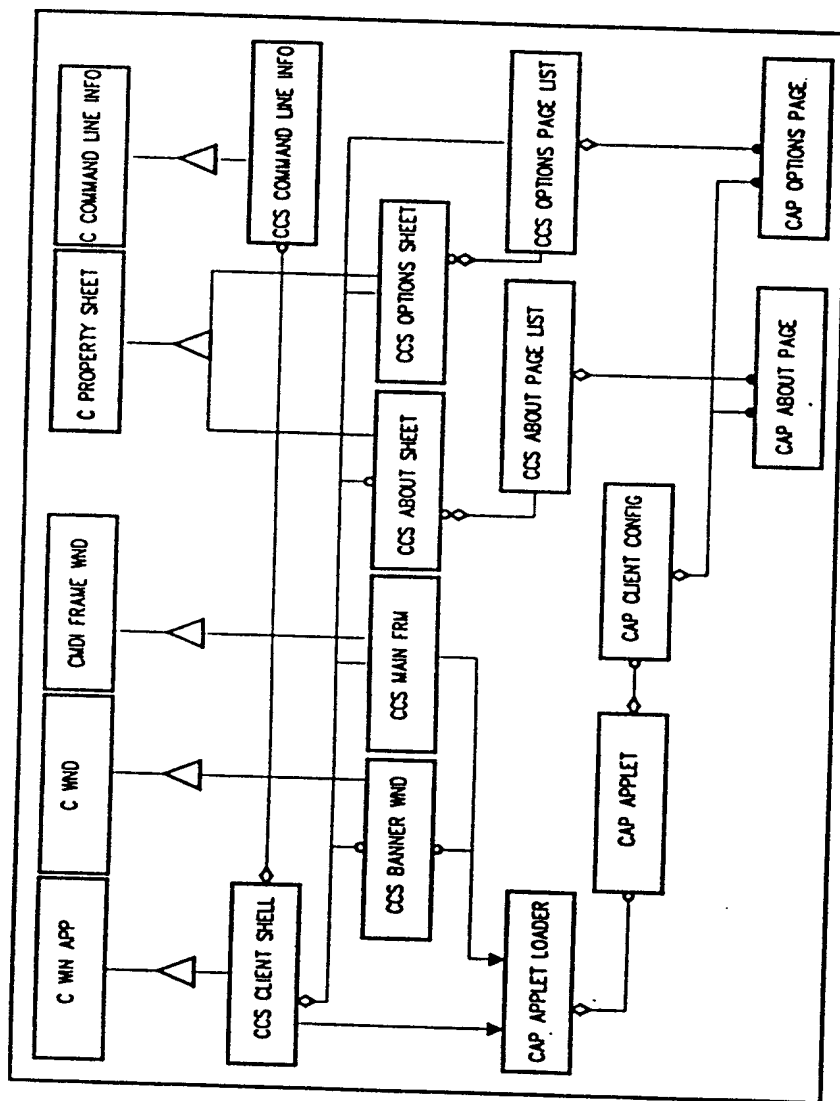 C WIN APP
C WND
CMDI FRAME WND
C PROPERTY SHEET
C COMMAND LINE INFO
CCS CLIENT SHELL
CCS COMMAND LINE INFO
CCS BANNER WND
CCS MAIN FRM
CCS ABOUT SHEET
CCS OPTIONS SHEET
CAP APPLET LOADER
CCS ABOUT PAGE LIST
CCS OPTIONS PAGE LIST
CAP APPLET
CAP CLIENT CONFIG
CAP ABOUT PAGE
CAP OPTIONS PAGE